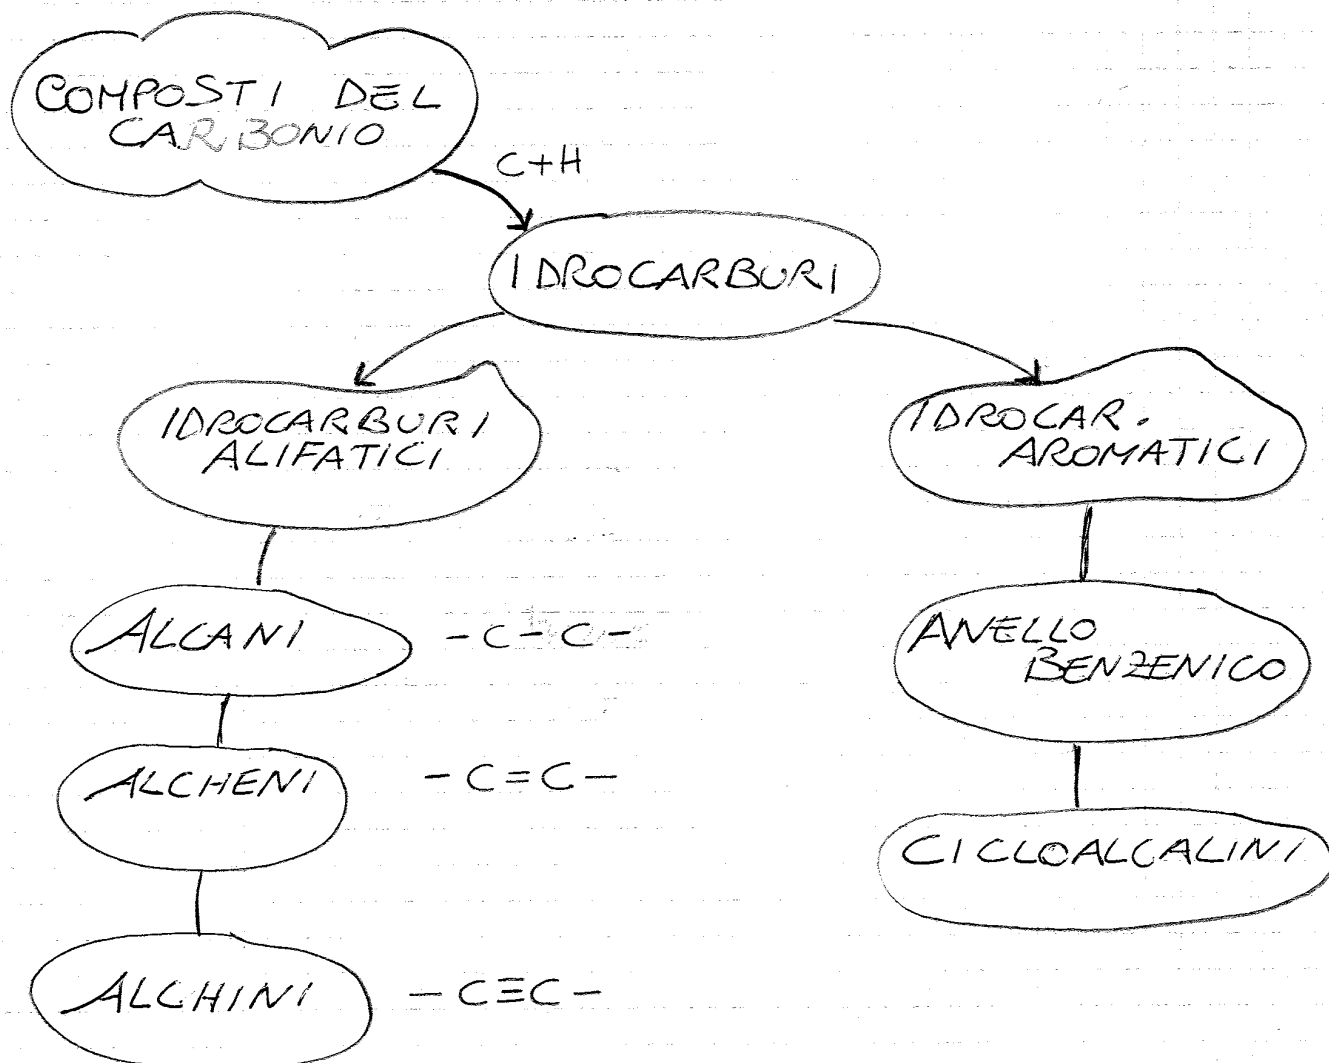 COMPOSTI DEL
CARBONIO
C+H
IDROCARBURI
IDROCARBURI
ALIFATICI
IDROCAR.
AROMATICI
ALCANI
-C-C-
ANELLO
BENZENICO
ALCHENI
-C=C-
CICLOALCALINI
ALCHINI
-C≡C-